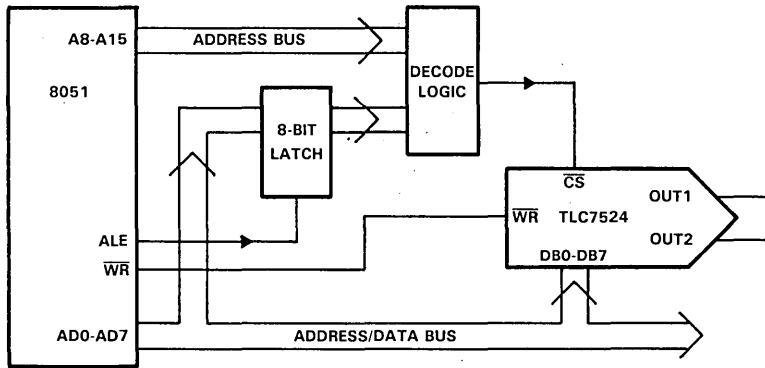 A8-A15
ADDRESS BUS
DECODE
LOGIC
8051
8-BIT
LATCH
CS
OUT1
WR
TLC7524
ALE
OUT2
WR
DB0-DB7
AD0-AD7
ADDRESS/DATA BUS